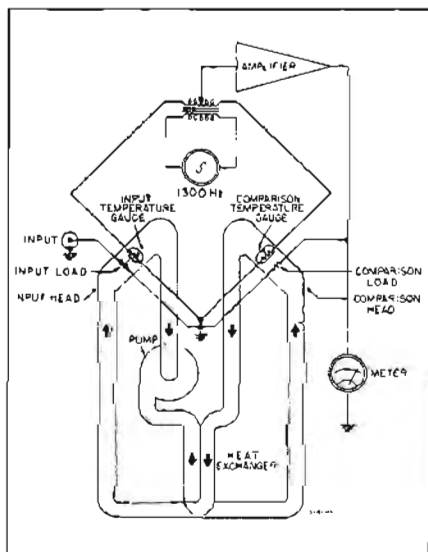 AMPLIFIER
1300 Hz
INPUT
TEMPERATURE
GAUGE
COMPARISON
TEMPERATURE
GAUGE
INPUT
INPUT LOAD
INPUT HEAD
COMPARISON
LOAD
COMPARISON
HEAD
PUMP
METER
HEAT
EXCHANGER